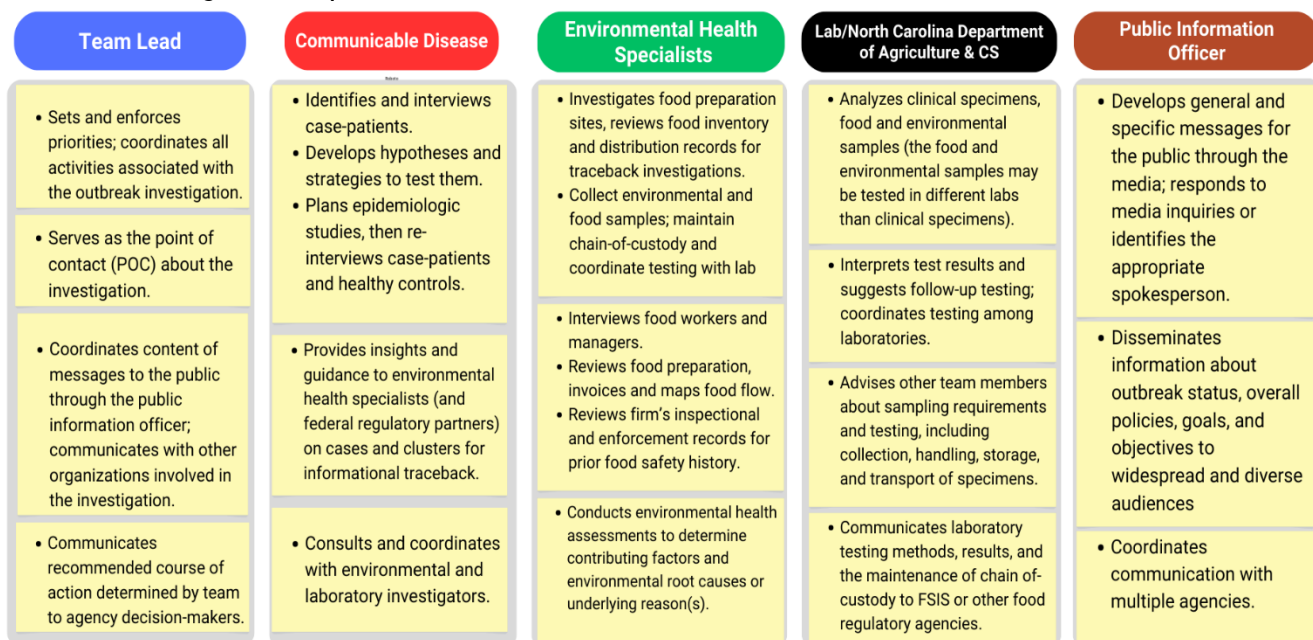 Team Lead
• Sets and enforces
priorities; coordinates all
activities associated with
the outbreak investigation.
• Serves as the point of
contact (POC) about the
investigation.
• Coordinates content of
messages to the public
through the public
information officer;
communicates with other
organizations involved in
the investigation.
• Communicates
recommended course of
action determined by team
to agency decision-makers.
Communicable Disease
• Identifies and interviews
case-patients.
• Develops hypotheses and
strategies to test them.
• Plans epidemiologic
studies, then re-
interviews case-patients
and healthy controls.
• Provides insights and
guidance to environmental
health specialists (and
federal regulatory partners)
on cases and clusters for
informational traceback.
• Consults and coordinates
with environmental and
laboratory investigators.
Environmental Health
Specialists
• Investigates food preparation
sites, reviews food inventory
and distribution records for
traceback investigations.
• Collect environmental and
food samples; maintain
chain-of-custody and
coordinate testing with lab
• Interviews food workers and
managers.
• Reviews food preparation,
invoices and maps food flow.
• Reviews firm's inspectional
and enforcement records for
prior food safety history.
• Conducts environmental health
assessments to determine
contributing factors and
environmental root causes or
underlying reason(s).
Lab/North Carolina Department
of Agriculture & CS
• Analyzes clinical specimens,
food and environmental
samples (the food and
environmental samples may
be tested in different labs
than clinical specimens).
• Interprets test results and
suggests follow-up testing;
coordinates testing among
laboratories.
• Advises other team members
about sampling requirements
and testing, including
collection, handling, storage,
and transport of specimens.
• Communicates laboratory
testing methods, results, and
the maintenance of chain of-
custody to FSIS or other food
regulatory agencies.
Public Information
Officer
• Develops general and
specific messages for
the public through the
media; responds to
media inquiries or
identifies the
appropriate
spokesperson.
• Disseminates
information about
outbreak status, overall
policies, goals, and
objectives to
widespread and diverse
audiences
• Coordinates
communication with
multiple agencies.